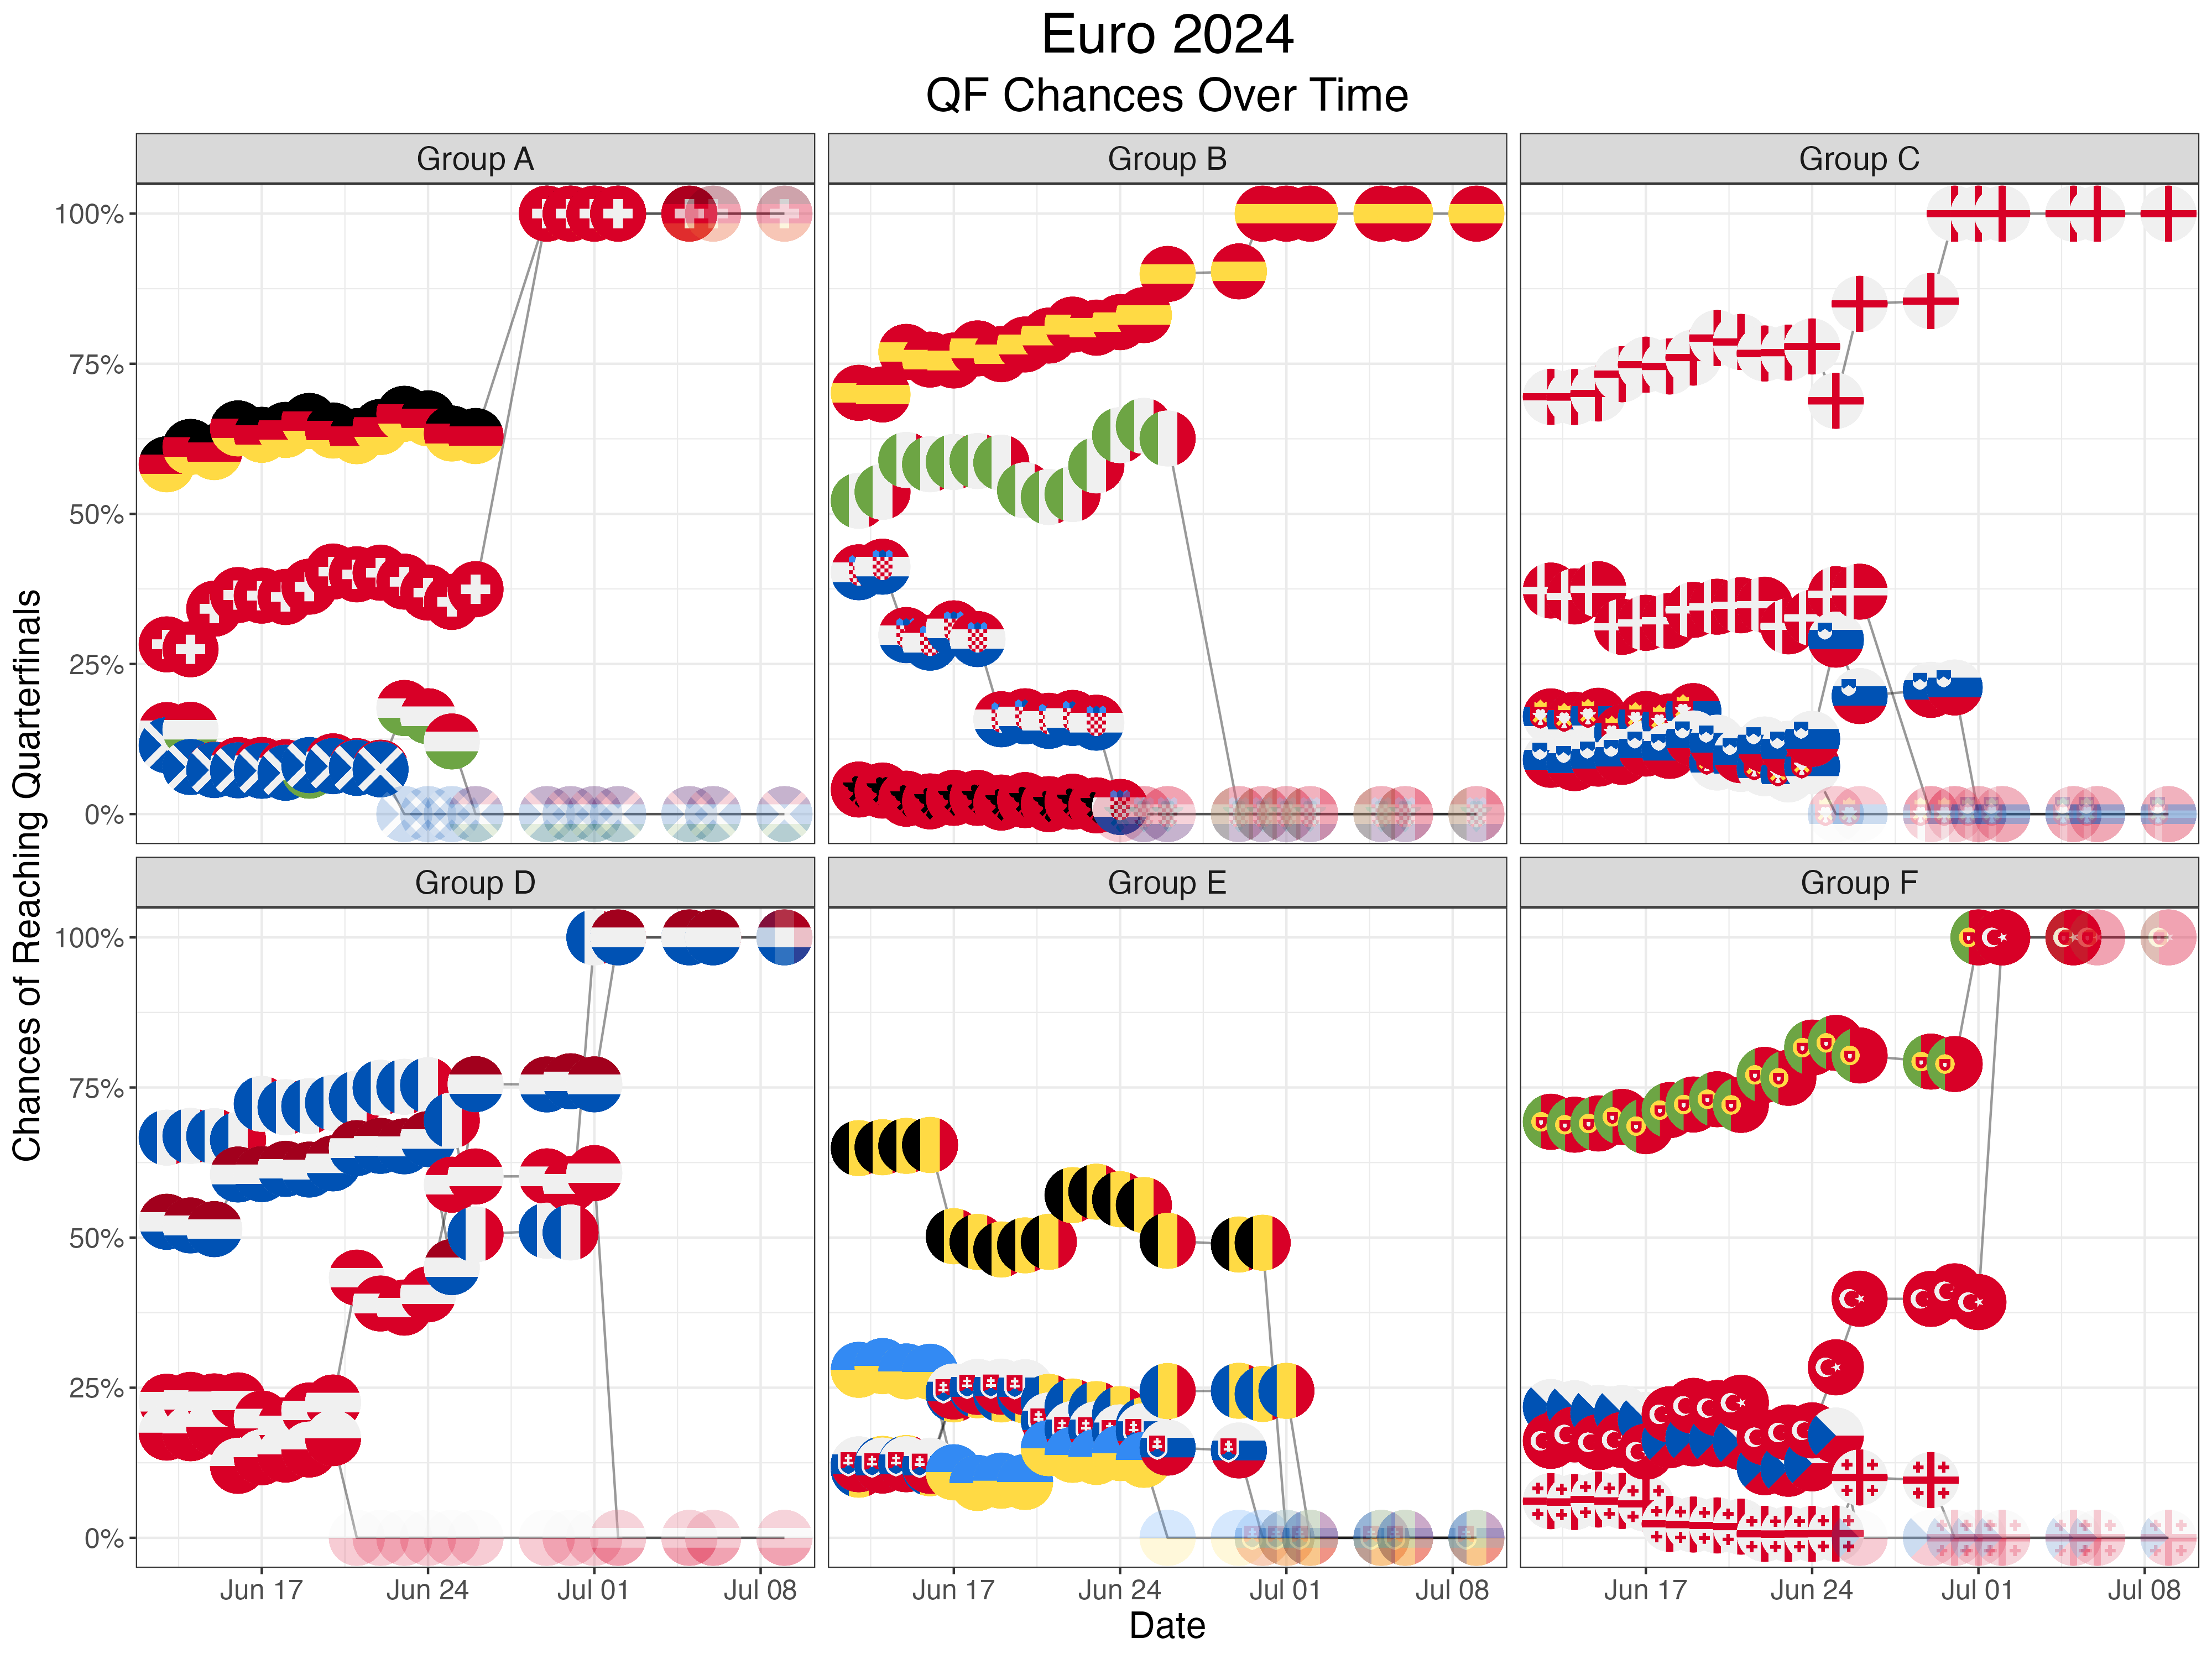 Euro 2024
QF Chances Over Time
Group A
Group B
Group C
100%
75%
50%
25%
0%
Chances of Reaching Quarterfinals
Group D
Group E
Group F
100%
75%
50%
25%
0%
Jun 17
Jun 24
Jul 01
Jul 08
Jun 17
Jun 24
Jul 01
Jul 08
Jun 17
Jun 24
Jul 01
Jul 08
Date